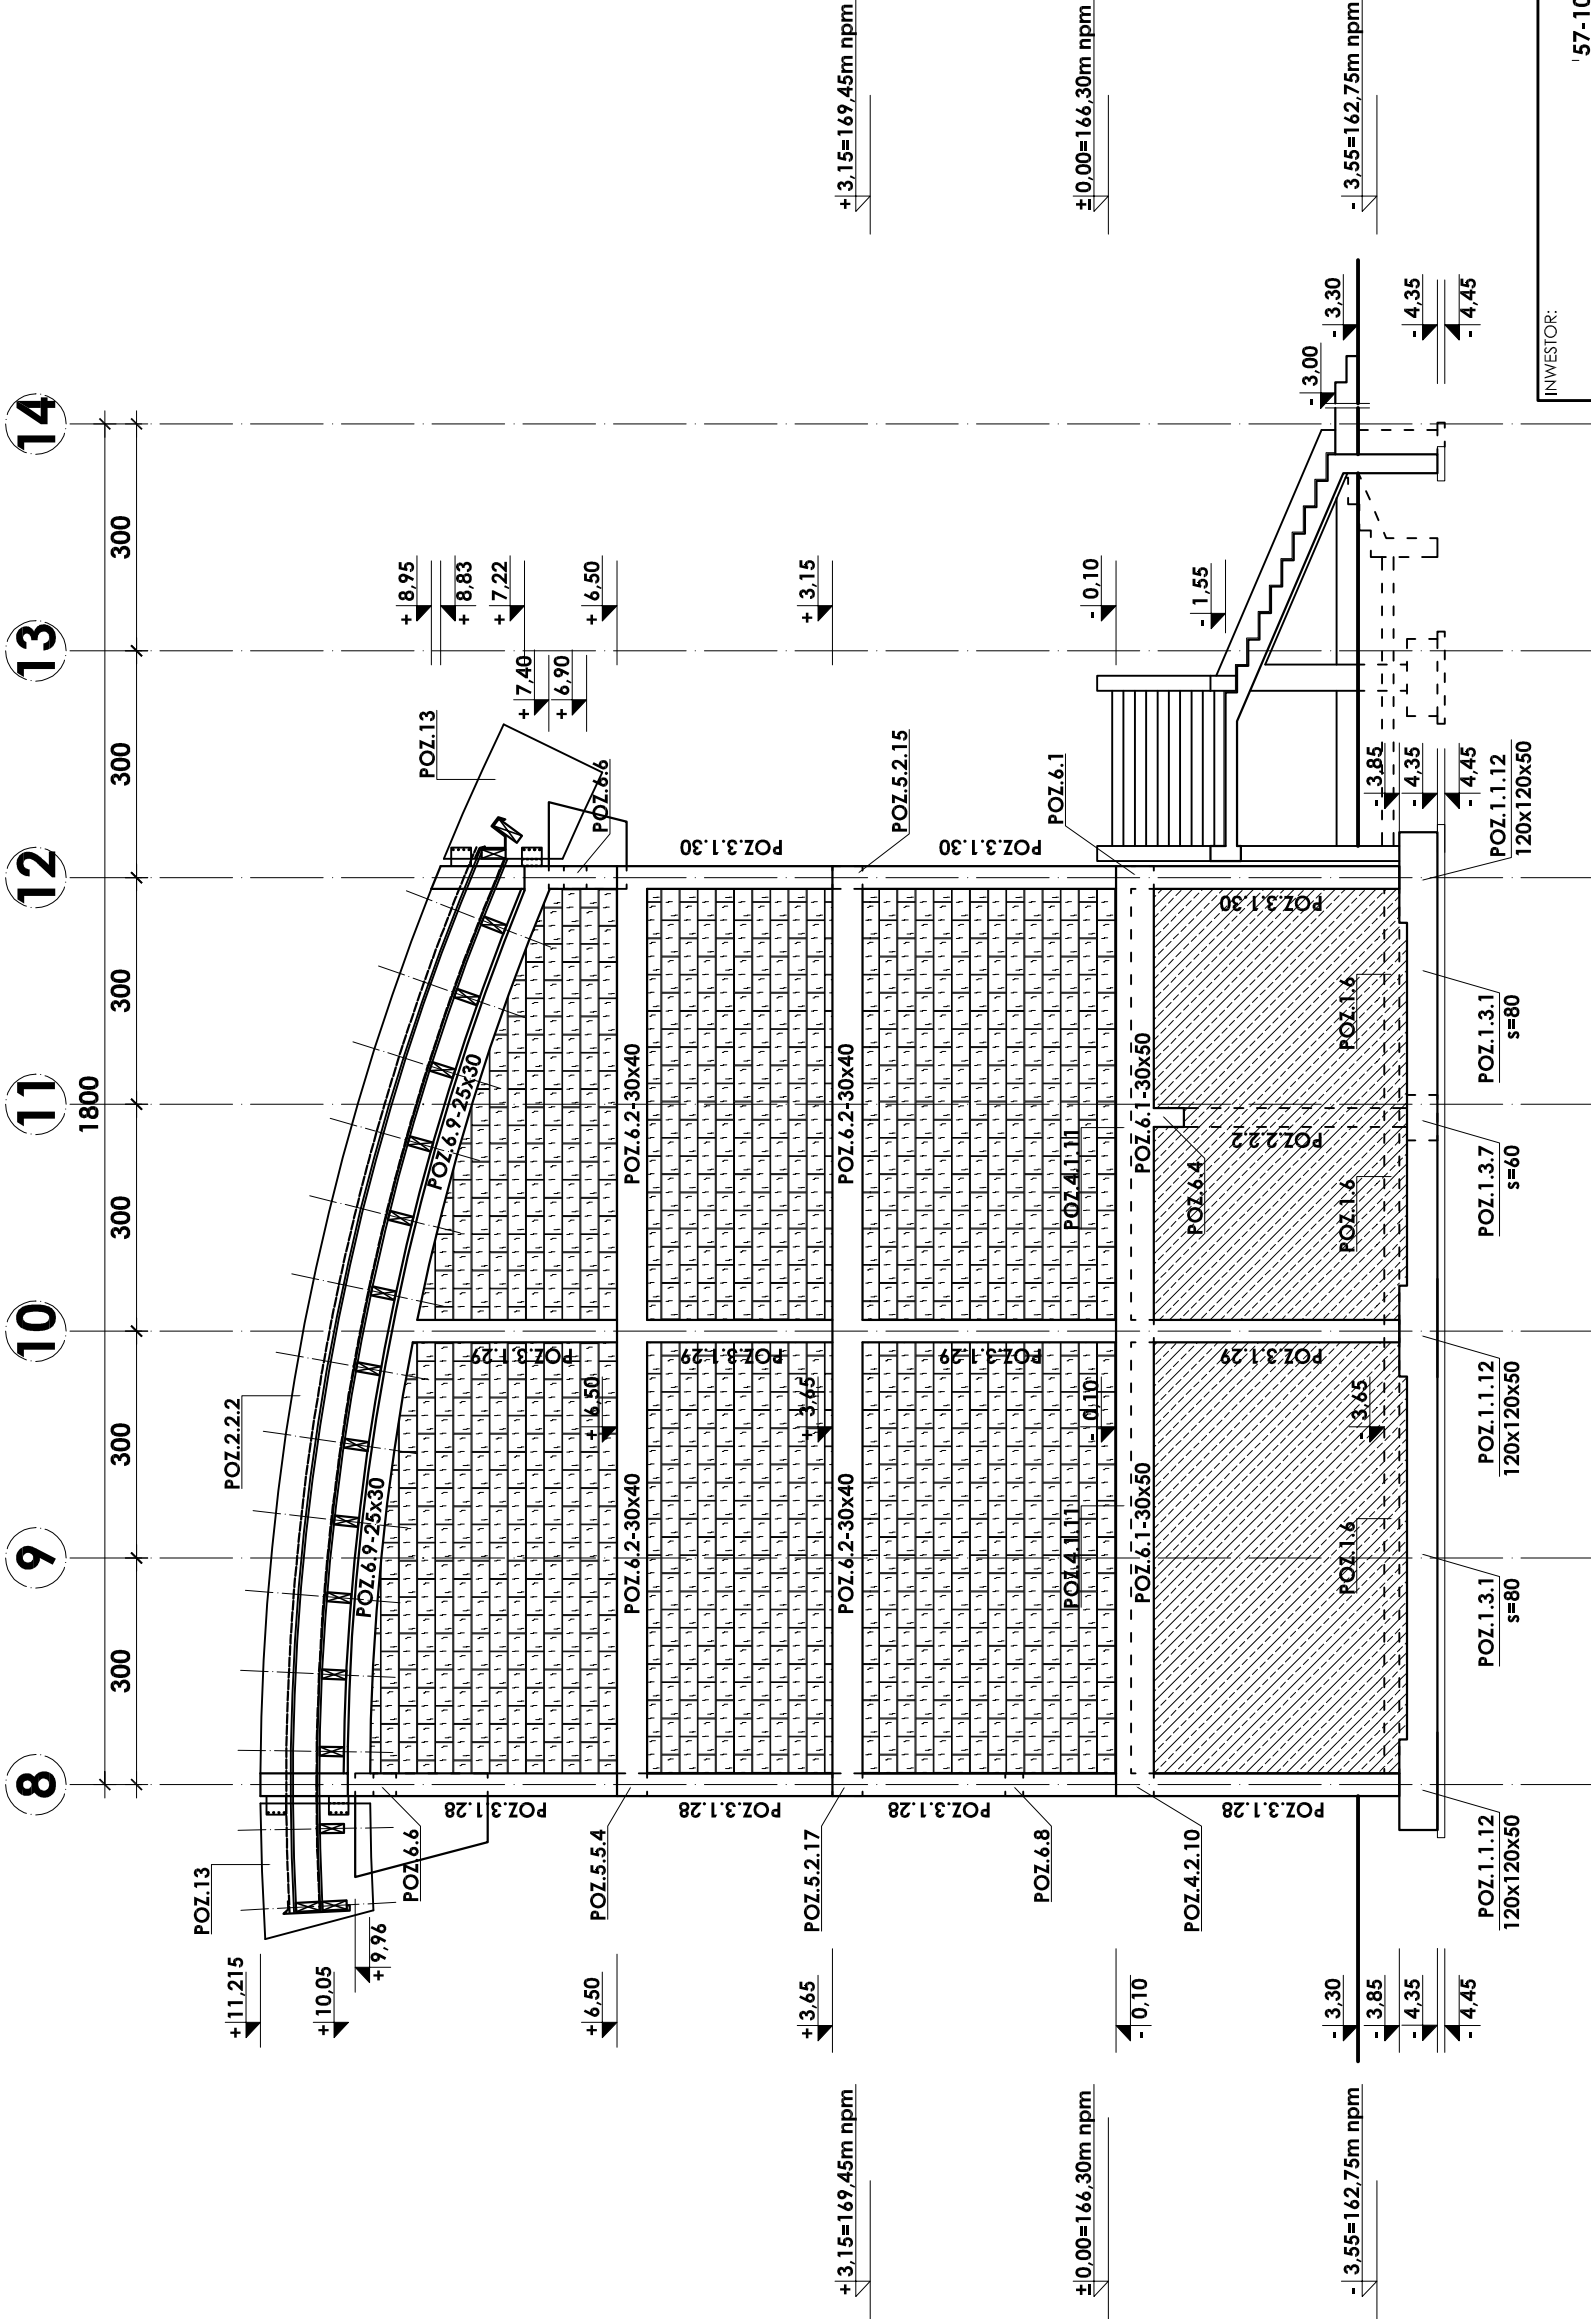 8
9
10
11
12
13
14
1800
300
300
300
300
300
300
POZ.13
POZ.2.2.2
POZ.13
+ 11,215
+ 10,05
+ 9,96
+ 6,50
+ 3,65
- 0,10
- 3,30
- 3,85
- 4,35
- 4,45
+ 8,95
+ 8,83
+ 7,22
+ 7,40
+ 6,90
+ 6,50
+ 3,15
- 0,10
- 1,55
- 3,00
- 3,30
- 4,35
- 4,45
POZ.6.9-25x30
POZ.6.9-25x30
POZ.6.6
POZ.6.6
POZ.3.1.28
POZ.3.1.29
+ 6,50
POZ.5.5.4
POZ.6.2-30x40
POZ.6.2-30x40
POZ.3.1.28
POZ.3.1.29
POZ.3.1.30
+ 3,65
POZ.5.2.17
POZ.6.2-30x40
POZ.6.2-30x40
POZ.5.2.15
POZ.3.1.28
POZ.3.1.29
POZ.3.1.30
POZ.6.8
- 0,10
POZ.4.1.11
POZ.4.1.11
POZ.6.1
POZ.4.2.10
POZ.6.1-30x50
POZ.6.1-30x50
POZ.6.4
POZ.3.1.28
POZ.3.1.29
POZ.2.2.2
POZ.3.1.30
POZ.1.6
- 3,65
POZ.1.6
POZ.1.6
- 3,85
- 4,35
- 4,45
POZ.1.1.12
120x120x50
POZ.1.3.1
s=80
POZ.1.1.12
120x120x50
POZ.1.3.7
s=60
POZ.1.3.1
s=80
POZ.1.1.12
120x120x50
+ 3,15=169,45m npm
±0,00=166,30m npm
- 3,55=162,75m npm
+ 3,15=169,45m npm
±0,00=166,30m npm
- 3,55=162,75m npm
INWESTOR:
57-10